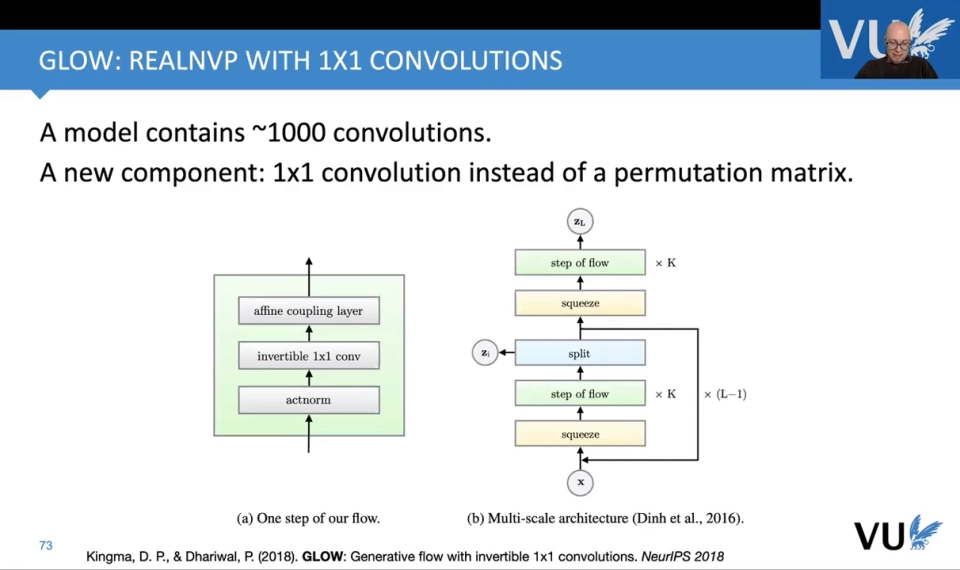 VU
GLOW: REALNVP WITH 1X1 CONVOLUTIONS
A model contains ~1000 convolutions.
A new component: 1x1 convolution instead of a permutation matrix.
affine coupling layer
invertible 1x1 conv
actnorm
(a) One step of our flow.
z_L
step of flow × K
squeeze
z_i split
step of flow × K × (L−1)
squeeze
x
(b) Multi-scale architecture (Dinh et al., 2016).
VU
73
Kingma, D. P., & Dhariwal, P. (2018). GLOW: Generative flow with invertible 1x1 convolutions. NeurIPS 2018